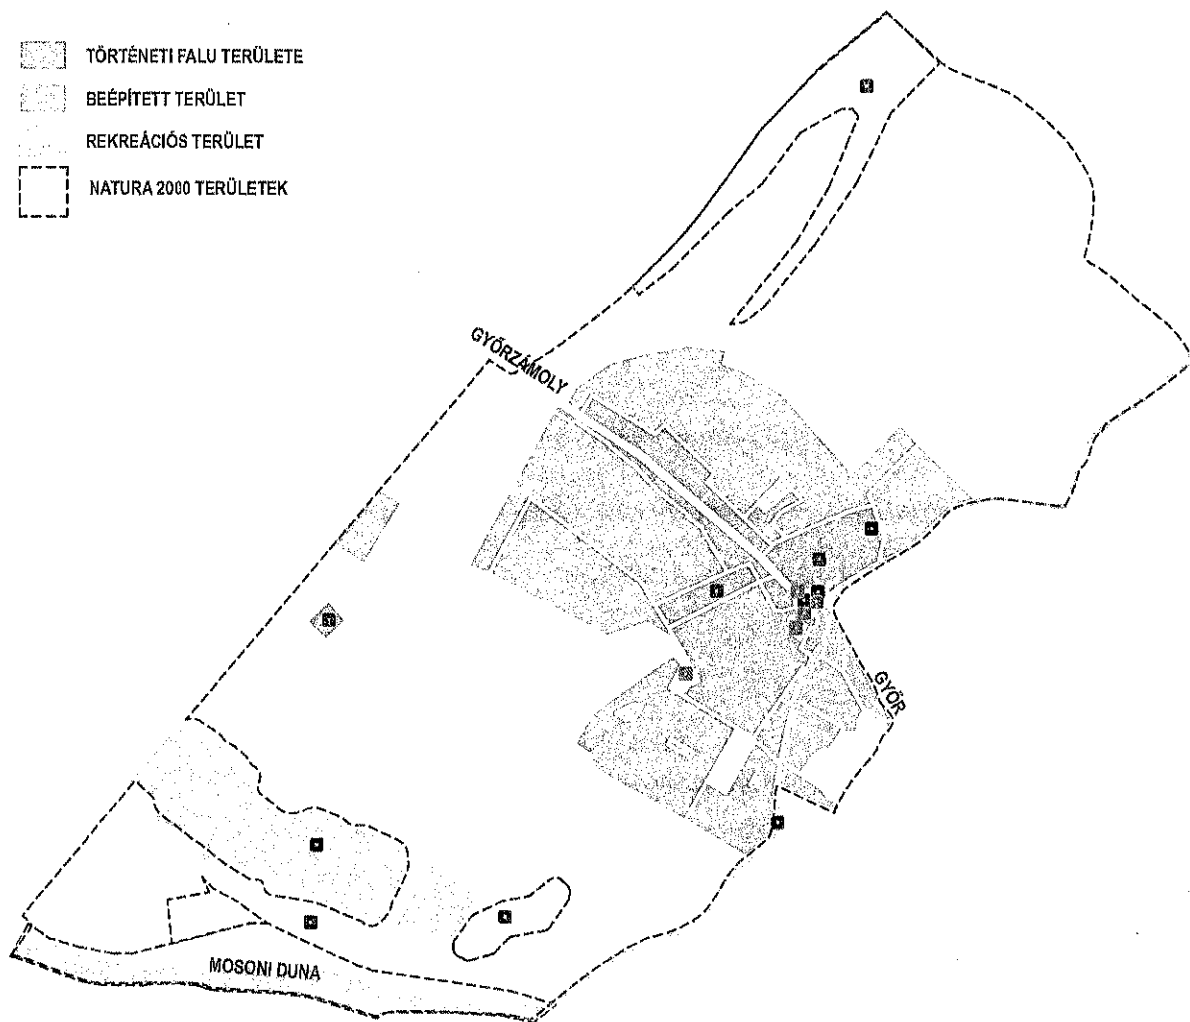 TÖRTÉNETI FALU TERÜLETE
BEÉPÍTETT TERÜLET
REKREÁCIÓS TERÜLET
NATURA 2000 TERÜLETEK
GYŐRZÁMOLY
GYŐR
MOSONI DUNA